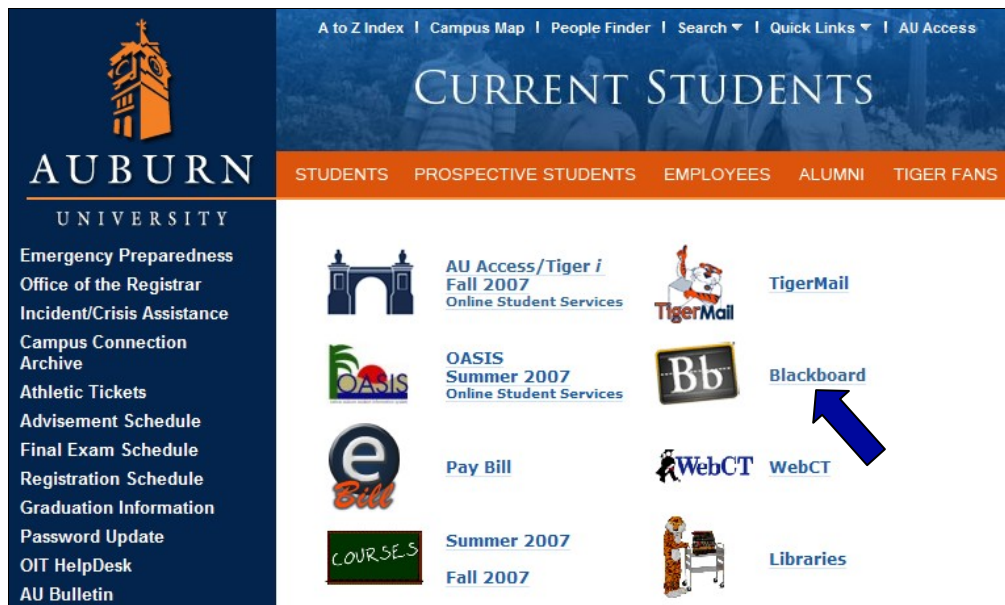 A to Z Index | Campus Map | People Finder | Search | Quick Links | AU Access
CURRENT STUDENTS
AUBURN
UNIVERSITY
STUDENTS PROSPECTIVE STUDENTS EMPLOYEES ALUMNI TIGER FANS
Emergency Preparedness
Office of the Registrar
Incident/Crisis Assistance
Campus Connection
Archive
Athletic Tickets
Advisement Schedule
Final Exam Schedule
Registration Schedule
Graduation Information
Password Update
OIT HelpDesk
AU Bulletin
AU Access/Tiger i
Fall 2007
Online Student Services
TigerMail
TigerMail
OASIS
OASIS
Summer 2007
Online Student Services
Bb
Blackboard
e
Bill
Pay Bill
WebCT
WebCT
COURSES
Summer 2007
Fall 2007
Libraries